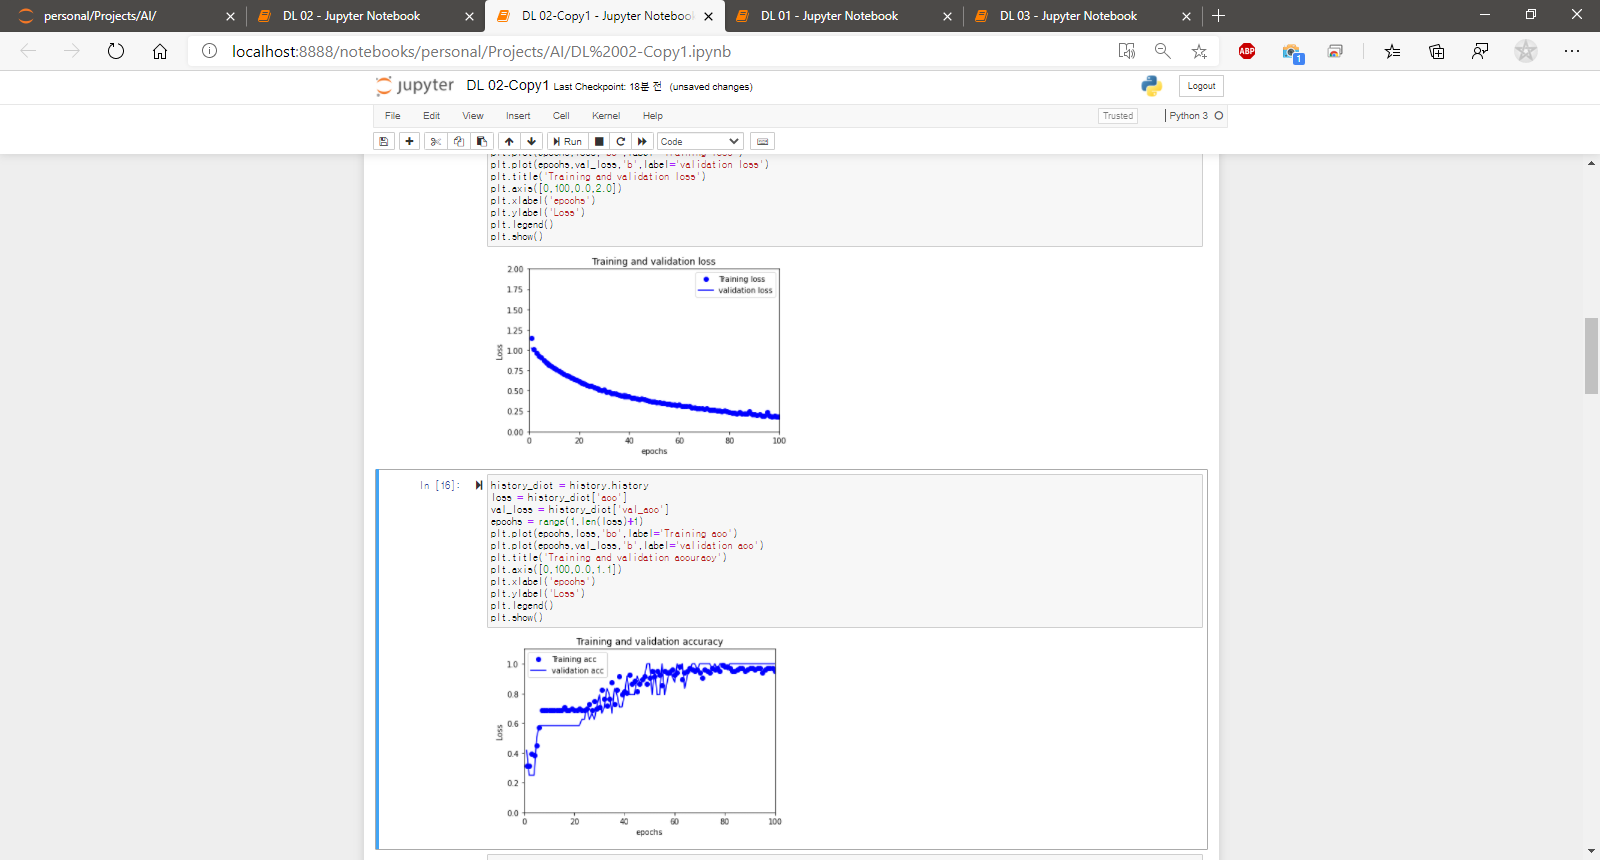 personal/Projects/AI/
DL 02 - Jupyter Notebook
DL 02-Copy1 - Jupyter Notebook
DL 01 - Jupyter Notebook
DL 03 - Jupyter Notebook
localhost:8888/notebooks/personal/Projects/AI/DL%2002-Copy1.ipynb
ABP
1
jupyter DL 02-Copy1 Last Checkpoint: 18분 전 (unsaved changes)
Logout
File Edit View Insert Cell Kernel Help
Trusted
Python 3
Run
Code
plt.plot(epochs,loss,'bo',label='Training loss')
plt.plot(epochs,val_loss,'b',label='validation loss')
plt.title('Training and validation loss')
plt.axis([0,100,0.0,2.0])
plt.xlabel('epochs')
plt.ylabel('Loss')
plt.legend()
plt.show()
Training and validation loss
2.00
1.75
1.50
1.25
1.00
0.75
0.50
0.25
0.00
Loss
Training loss
validation loss
0 20 40 60 80 100
epochs
In [16]:
history_dict = history.history
loss = history_dict['acc']
val_loss = history_dict['val_acc']
epochs = range(1,len(loss)+1)
plt.plot(epochs,loss,'bo',label='Training acc')
plt.plot(epochs,val_loss,'b',label='validation acc')
plt.title('Training and validation accuracy')
plt.axis([0,100,0.0,1.1])
plt.xlabel('epochs')
plt.ylabel('Loss')
plt.legend()
plt.show()
Training and validation accuracy
1.0
0.8
0.6
0.4
0.2
0.0
Loss
Training acc
validation acc
0 20 40 60 80 100
epochs